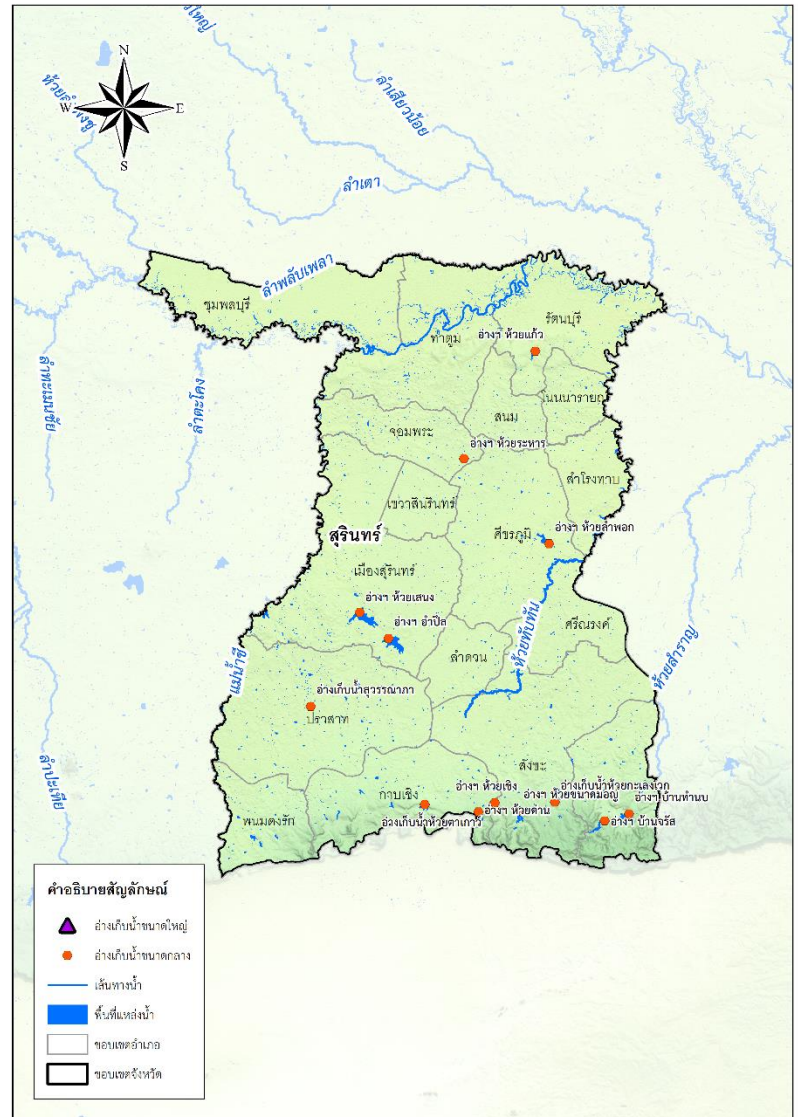 N
W
E
S
ลำเสียวน้อย
ลำเตา
ลำพลับเพลา
ชุมพลบุรี
รัตนบุรี
อ่างฯ ห้วยแก้ว
ท่าตูม
ลำตะโคง
สนม
โนนนารายณ์
จอมพระ
อ่างฯ ห้วยระหาร
สำโรงทาบ
เขวาสินรินทร์
สุรินทร์
ศีขรภูมิ
อ่างฯ ห้วยลำพอก
เมืองสุรินทร์
อ่างฯ ห้วยเสนง
อ่างฯ อำปึล
ห้วยทับทัน
ศรีณรงค์
ลำดวน
แม่น้ำชี
ห้วยสำราญ
อ่างเก็บน้ำสุวรรณาภา
ปราสาท
ลำปะเทีย
สังขะ
กาบเชิง
อ่างฯ ห้วยเชิง
อ่างเก็บน้ำห้วยกะเลงเวก
อ่างฯ ห้วยขนาดมอญ
อ่างฯ บ้านทำนบ
อ่างฯ ห้วยด่าน
อ่างเก็บน้ำห้วยตาเกาว์
อ่างฯ บ้านจรัส
พนมดงรัก
คำอธิบายสัญลักษณ์
อ่างเก็บน้ำขนาดใหญ่
อ่างเก็บน้ำขนาดกลาง
เส้นทางน้ำ
พื้นที่แหล่งน้ำ
ขอบเขตอำเภอ
ขอบเขตจังหวัด